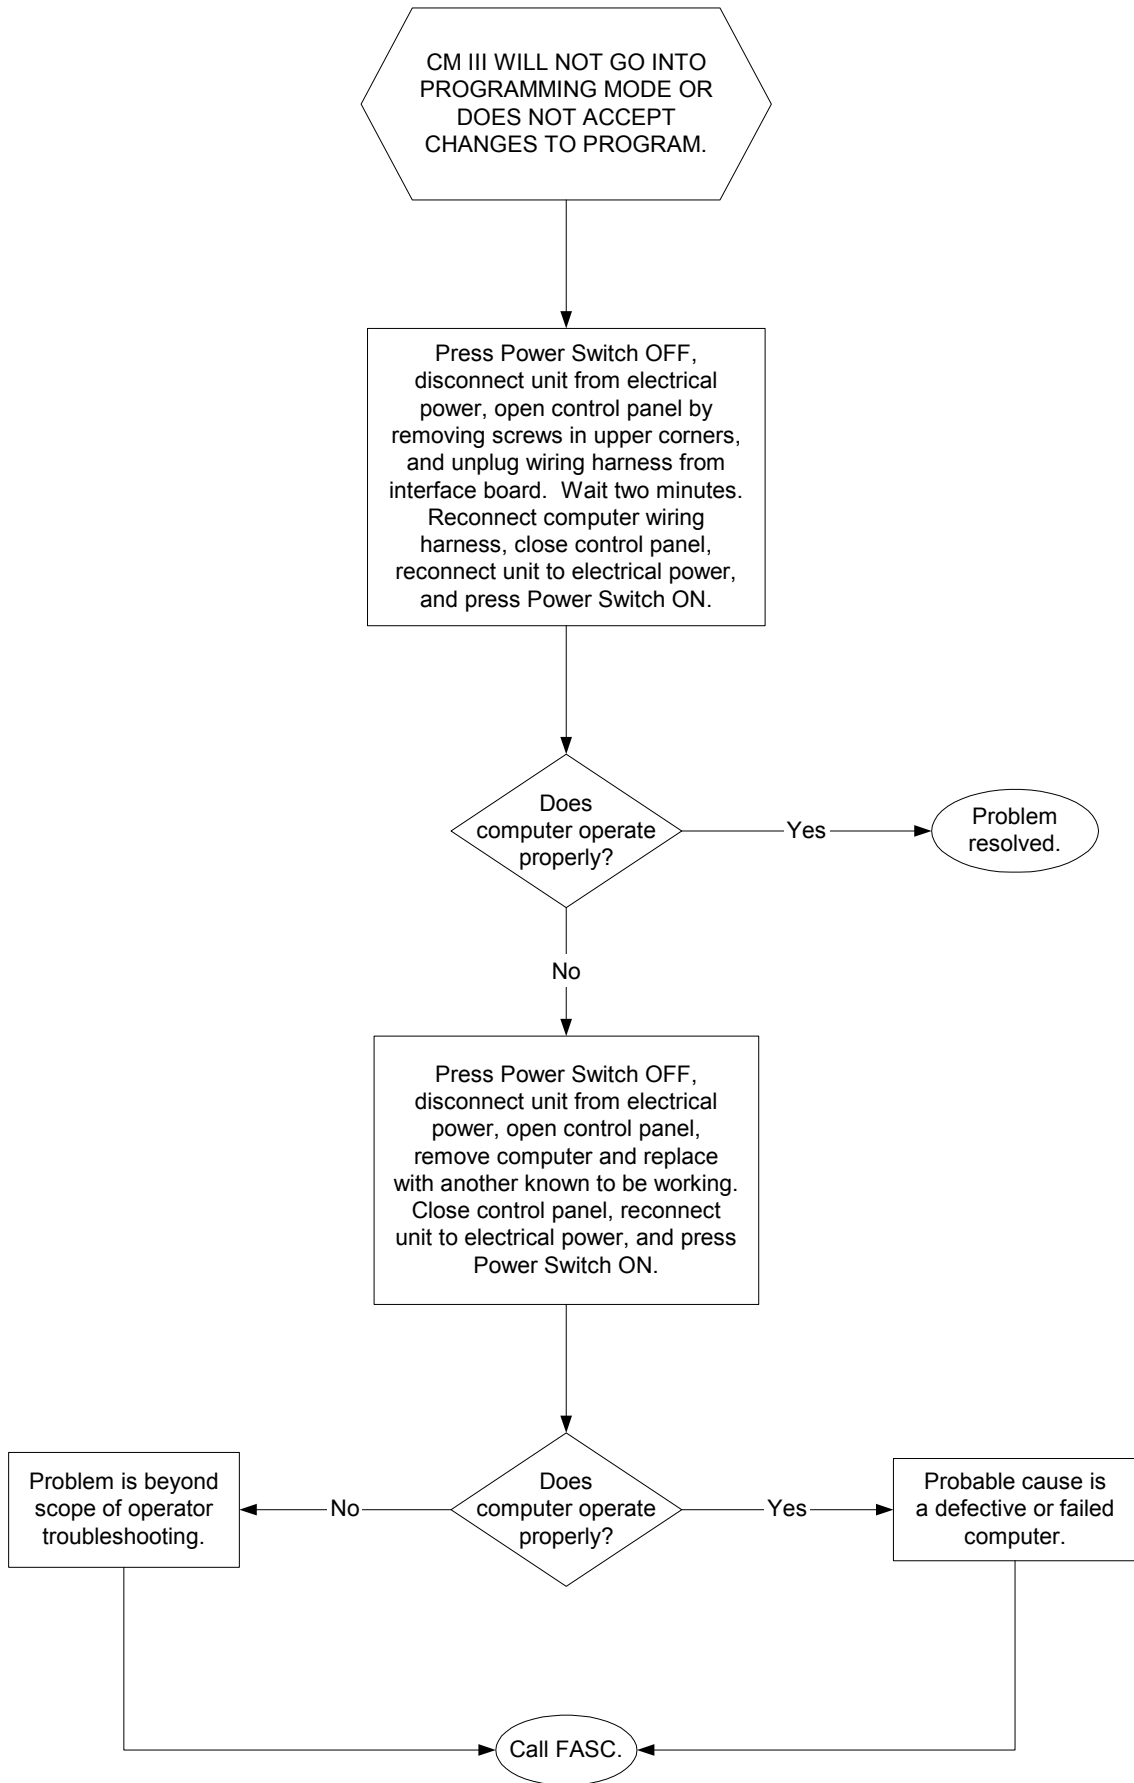 CM III WILL NOT GO INTO
PROGRAMMING MODE OR
DOES NOT ACCEPT
CHANGES TO PROGRAM.
Press Power Switch OFF,
disconnect unit from electrical
power, open control panel by
removing screws in upper corners,
and unplug wiring harness from
interface board.  Wait two minutes.
Reconnect computer wiring
harness, close control panel,
reconnect unit to electrical power,
and press Power Switch ON.
Does
computer operate
properly?
Yes
Problem
resolved.
No
Press Power Switch OFF,
disconnect unit from electrical
power, open control panel,
remove computer and replace
with another known to be working.
Close control panel, reconnect
unit to electrical power, and press
Power Switch ON.
Problem is beyond
scope of operator
troubleshooting.
No
Does
computer operate
properly?
Yes
Probable cause is
a defective or failed
computer.
Call FASC.